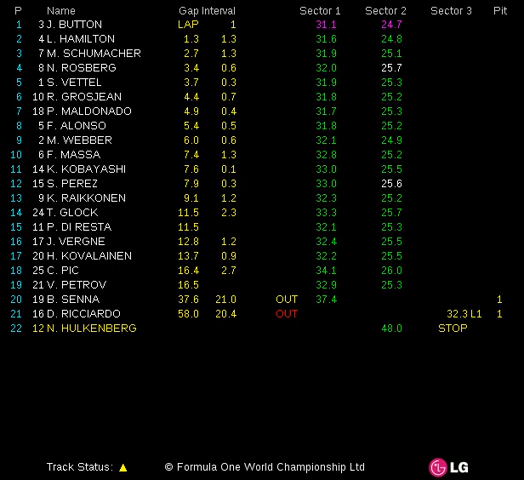 P Name Gap Interval Sector 1 Sector 2 Sector 3 Pit
1 3 J. BUTTON LAP 1 31.1 24.7
2 4 L. HAMILTON 1.3 1.3 31.6 24.8
3 7 M. SCHUMACHER 2.7 1.3 31.9 25.1
4 8 N. ROSBERG 3.4 0.6 32.0 25.7
5 1 S. VETTEL 3.7 0.3 31.9 25.3
6 10 R. GROSJEAN 4.4 0.7 31.8 25.2
7 18 P. MALDONADO 4.9 0.4 31.7 25.3
8 5 F. ALONSO 5.4 0.5 31.8 25.2
9 2 M. WEBBER 6.0 0.6 32.1 24.9
10 6 F. MASSA 7.4 1.3 32.8 25.2
11 14 K. KOBAYASHI 7.6 0.1 33.0 25.5
12 15 S. PEREZ 7.9 0.3 33.0 25.6
13 9 K. RAIKKONEN 9.1 1.2 32.3 25.2
14 24 T. GLOCK 11.5 2.3 33.3 25.7
15 11 P. DI RESTA 11.5 32.1 25.3
16 17 J. VERGNE 12.8 1.2 32.4 25.5
17 20 H. KOVALAINEN 13.7 0.9 32.2 25.5
18 25 C. PIC 16.4 2.7 34.1 26.0
19 21 V. PETROV 16.5 32.9 25.3
20 19 B. SENNA 37.6 21.0 OUT 37.4 1
21 16 D. RICCIARDO 58.0 20.4 OUT 32.3 L1 1
22 12 N. HULKENBERG 48.0 STOP
Track Status: ▲ © Formula One World Championship Ltd LG